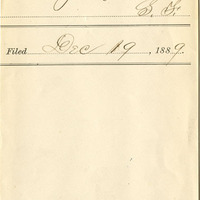 S. F.
Filed Dec 19, 1889.